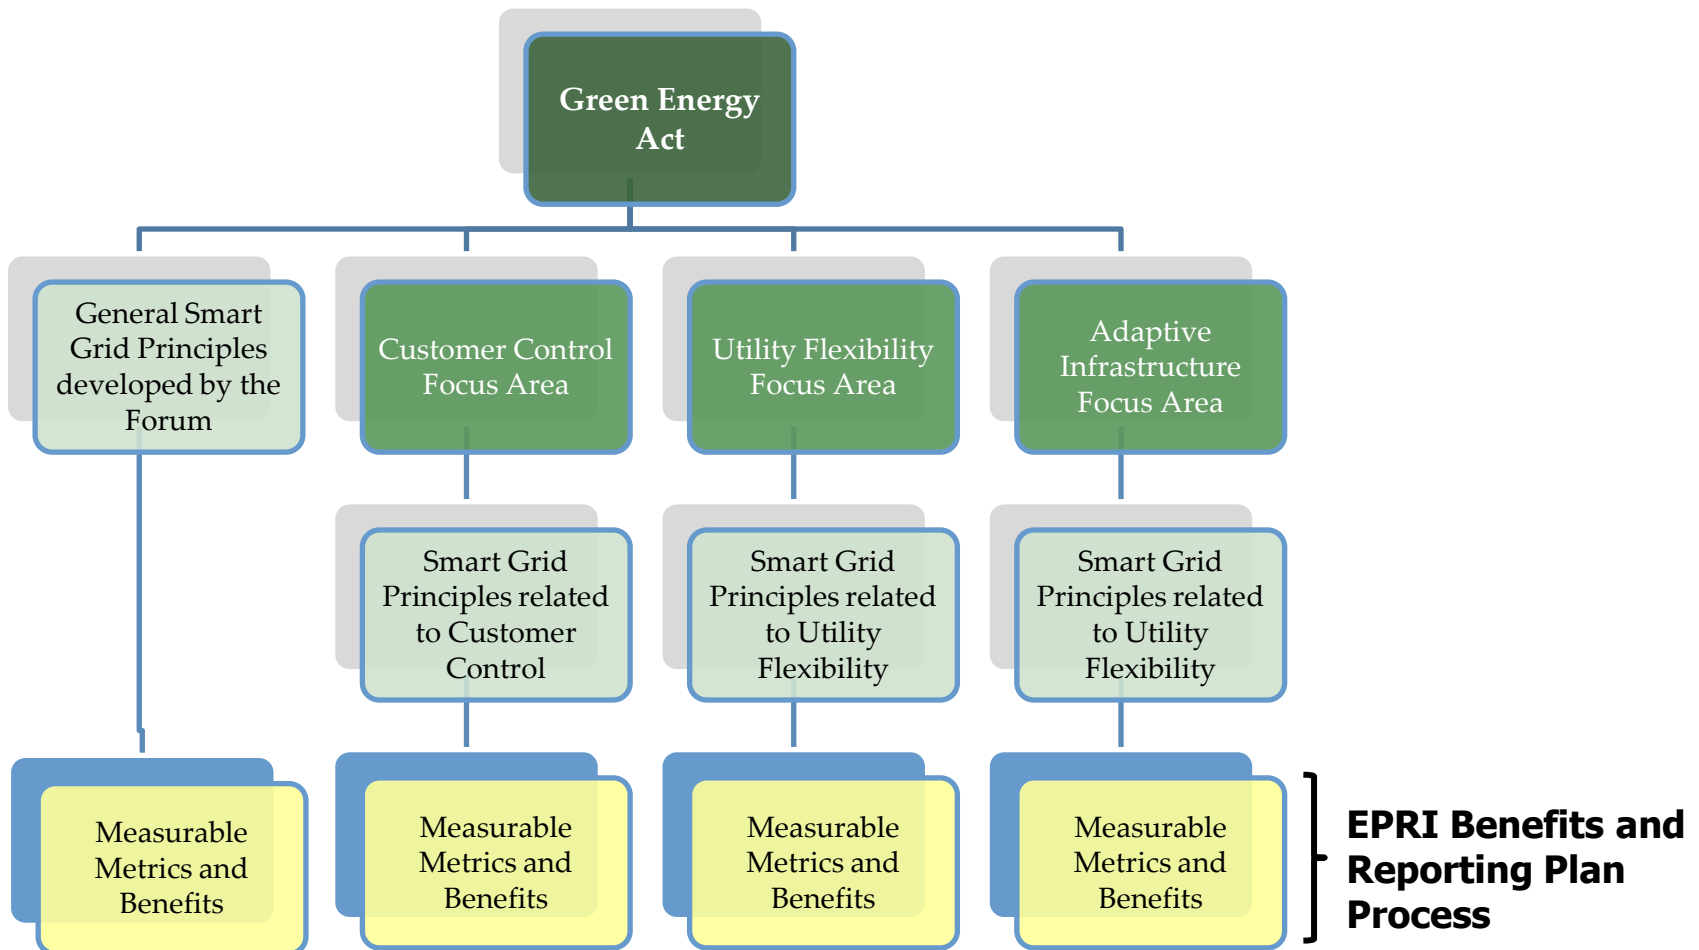 Green Energy
Act
General Smart
Grid Principles
developed by the
Forum
Customer Control
Focus Area
Utility Flexibility
Focus Area
Adaptive
Infrastructure
Focus Area
Smart Grid
Principles related
to Customer
Control
Smart Grid
Principles related
to Utility
Flexibility
Smart Grid
Principles related
to Utility
Flexibility
Measurable
Metrics and
Benefits
Measurable
Metrics and
Benefits
Measurable
Metrics and
Benefits
Measurable
Metrics and
Benefits
EPRI Benefits and
Reporting Plan
Process